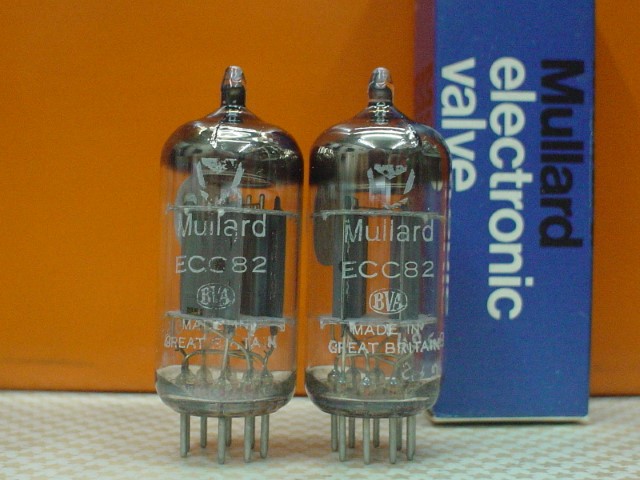 Mullard
ECC82
BVA
MADE IN
GREAT BRITAIN
Mullard
ECC82
BVA
MADE IN
GREAT BRITAIN
Mullard
electronic
valve